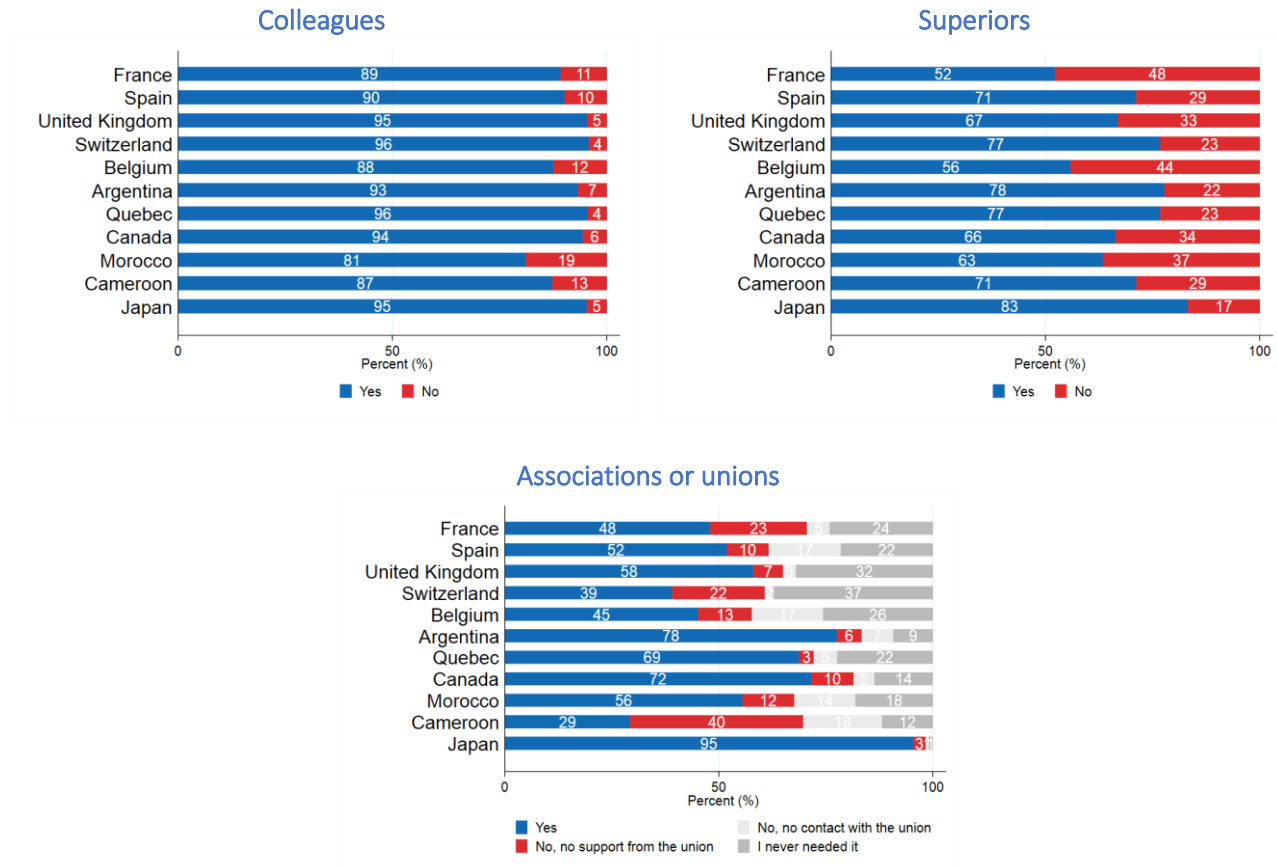 Colleagues
France 89 11
Spain 90 10
United Kingdom 95 5
Switzerland 96 4
Belgium 88 12
Argentina 93 7
Quebec 96 4
Canada 94 6
Morocco 81 19
Cameroon 87 13
Japan 95 5
0 50 100
Percent (%)
Yes No
Superiors
France 52 48
Spain 71 29
United Kingdom 67 33
Switzerland 77 23
Belgium 56 44
Argentina 78 22
Quebec 77 23
Canada 66 34
Morocco 63 37
Cameroon 71 29
Japan 83 17
0 50 100
Percent (%)
Yes No
Associations or unions
France 48 23 5 24
Spain 52 10 17 22
United Kingdom 58 7 3 32
Switzerland 39 22 2 37
Belgium 45 13 17 26
Argentina 78 6 7 9
Quebec 69 3 5 22
Canada 72 10 5 14
Morocco 56 12 14 18
Cameroon 29 40 18 12
Japan 95 3
0 50 100
Percent (%)
Yes No, no contact with the union
No, no support from the union I never needed it